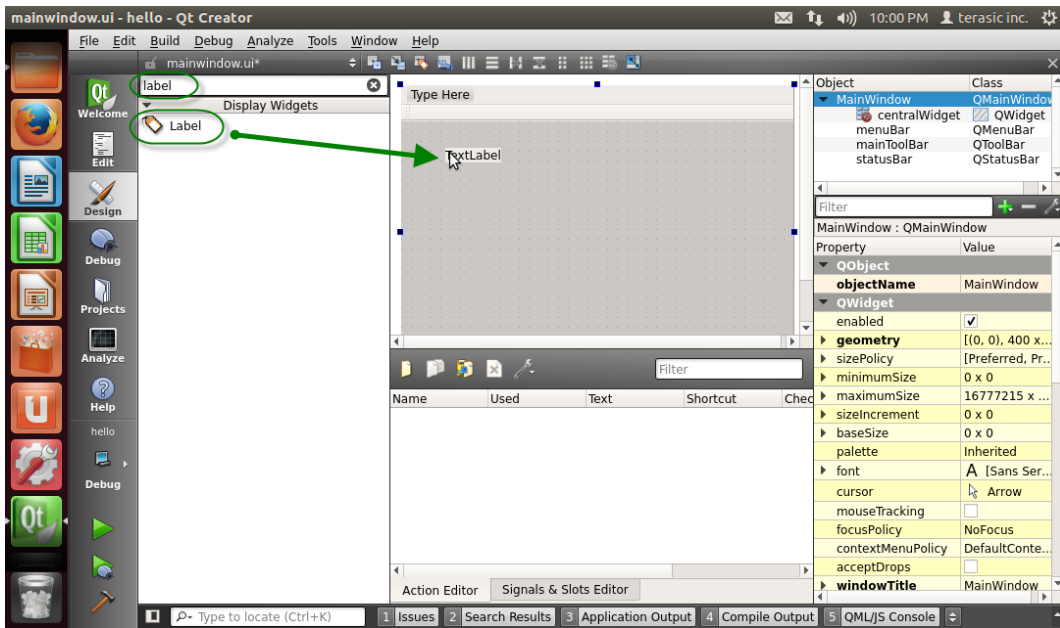 mainwindow.ui - hello - Qt Creator
10:00 PM terasic inc.
File Edit Build Debug Analyze Tools Window Help
mainwindow.ui*
Qt
Welcome
Edit
Design
Debug
Projects
Analyze
Help
hello
Debug
label
Display Widgets
Label
Type Here
TextLabel
Filter
Name Used Text Shortcut Chec
Action Editor Signals & Slots Editor
Object Class
MainWindow QMainWindow
centralWidget QWidget
menuBar QMenuBar
mainToolBar QToolBar
statusBar QStatusBar
Filter
MainWindow : QMainWindow
Property Value
QObject
objectName MainWindow
QWidget
enabled
geometry [(0, 0), 400 x...
sizePolicy [Preferred, Pr...
minimumSize 0 x 0
maximumSize 16777215 x ...
sizeIncrement 0 x 0
baseSize 0 x 0
palette Inherited
font A [Sans Ser...
cursor Arrow
mouseTracking
focusPolicy NoFocus
contextMenuPolicy DefaultConte...
acceptDrops
windowTitle MainWindow
Qt
Type to locate (Ctrl+K)
1 Issues 2 Search Results 3 Application Output 4 Compile Output 5 QML/JS Console